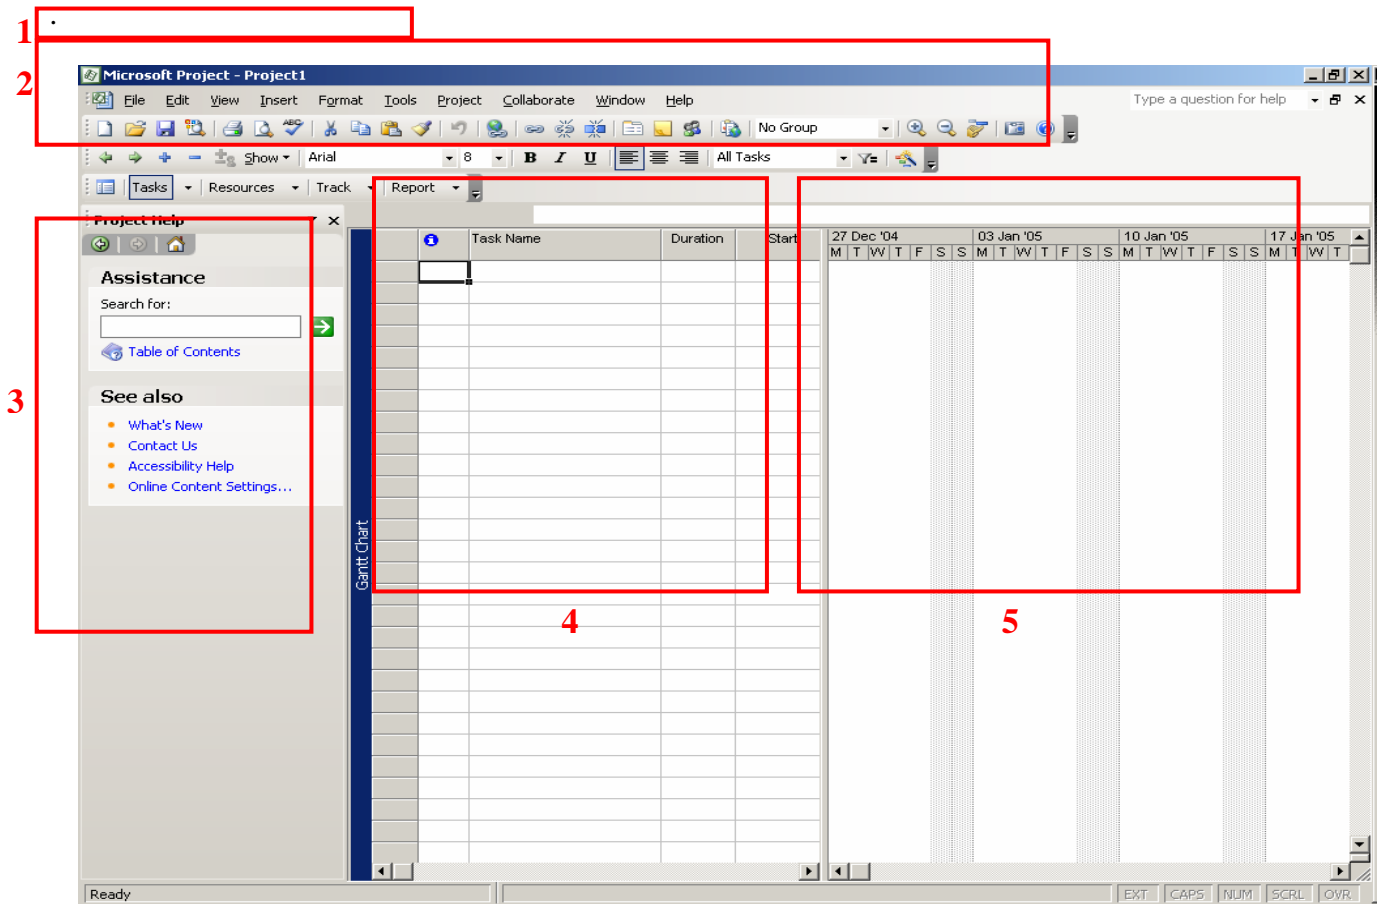 1 .
2
Microsoft Project - Project1
File Edit View Insert Format Tools Project Collaborate Window Help Type a question for help
ABC No Group
Show Arial 8 B I U All Tasks
Tasks Resources Track Report
Project Help
Task Name Duration Start 27 Dec '04 03 Jan '05 10 Jan '05 17 Jan '05
M T W T F S S M T W T F S S M T W T F S S M T W T
Assistance
Search for:
Table of Contents
3
See also
What's New
Contact Us
Accessibility Help
Online Content Settings...
Gantt Chart
4 5
Ready EXT CAPS NUM SCRL OVR